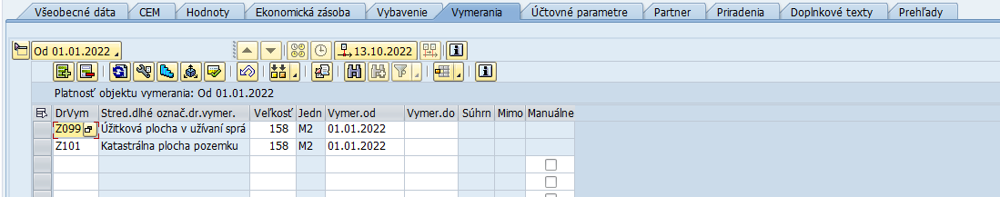 Všeobecné dáta CEM Hodnoty Ekonomická zásoba Vybavenie Vymerania Účtovné parametre Partner Priradenia Doplnkové texty Prehľady
Od 01.01.2022 13.10.2022
Platnosť objektu vymerania: Od 01.01.2022
DrVym Stred.dlhé označ.dr.vymer. Veľkosť Jedn Vymer.od Vymer.do Súhrn Mimo Manuálne
Z099 Úžitková plocha v užívaní sprá 158 M2 01.01.2022
Z101 Katastrálna plocha pozemku 158 M2 01.01.2022